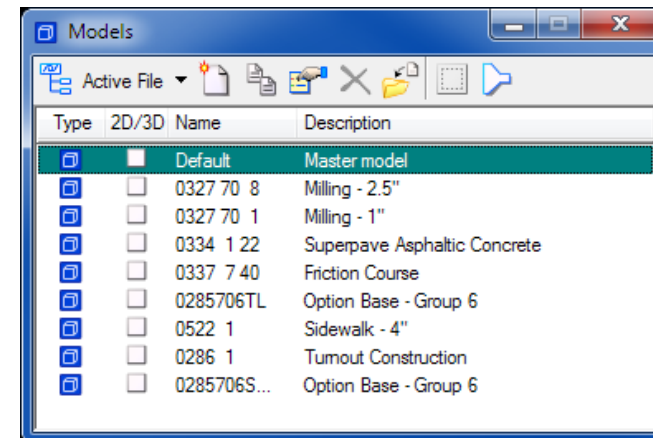 Models
Active File
Type 2D/3D Name Description
Default Master model
0327 70 8 Milling - 2.5"
0327 70 1 Milling - 1"
0334 1 22 Superpave Asphaltic Concrete
0337 7 40 Friction Course
0285706TL Option Base - Group 6
0522 1 Sidewalk - 4"
0286 1 Turnout Construction
0285706S... Option Base - Group 6